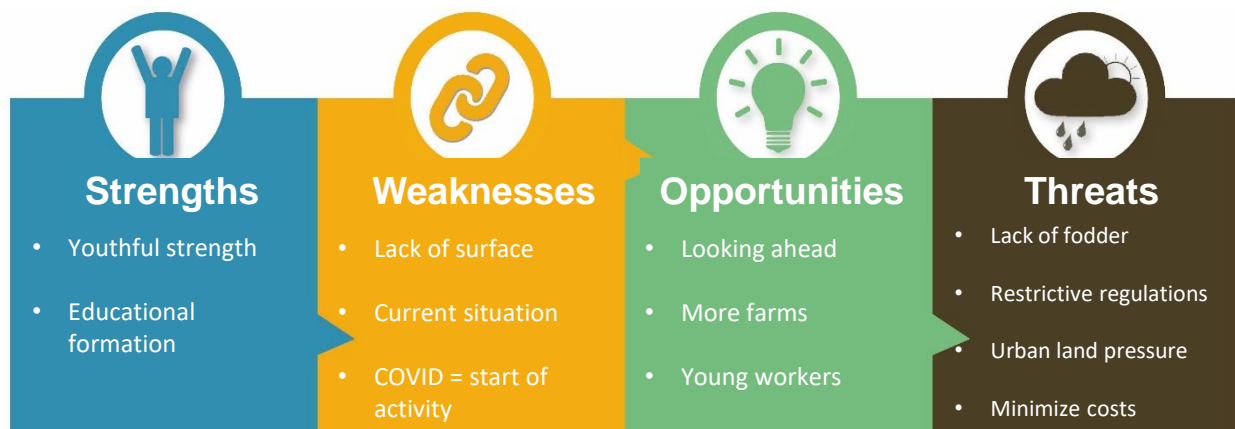 Strengths
• Youthful strength
• Educational
formation
Weaknesses
• Lack of surface
• Current situation
• COVID = start of
activity
Opportunities
• Looking ahead
• More farms
• Young workers
Threats
• Lack of fodder
• Restrictive regulations
• Urban land pressure
• Minimize costs